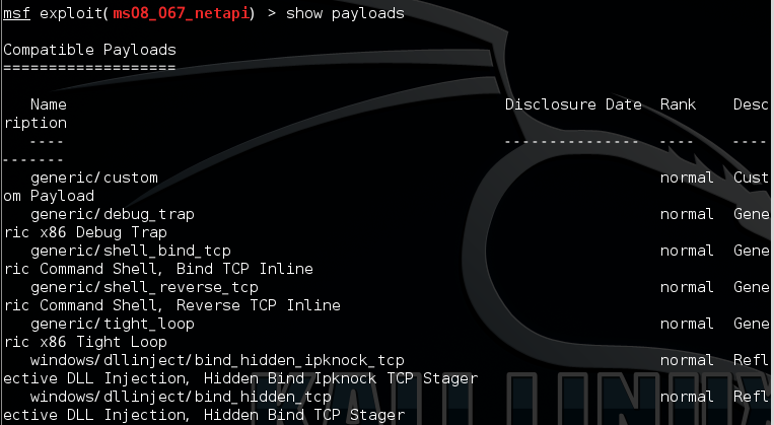 msf exploit(ms08_067_netapi) > show payloads
Compatible Payloads
===================
Name Disclosure Date Rank Desc
ription
---- --------------- ---- ----
-------
generic/custom normal Cust
om Payload
generic/debug_trap normal Gene
ric x86 Debug Trap
generic/shell_bind_tcp normal Gene
ric Command Shell, Bind TCP Inline
generic/shell_reverse_tcp normal Gene
ric Command Shell, Reverse TCP Inline
generic/tight_loop normal Gene
ric x86 Tight Loop
windows/dllinject/bind_hidden_ipknock_tcp normal Refl
ective DLL Injection, Hidden Bind Ipknock TCP Stager
windows/dllinject/bind_hidden_tcp normal Refl
ective DLL Injection, Hidden Bind TCP Stager
KALI LINUX